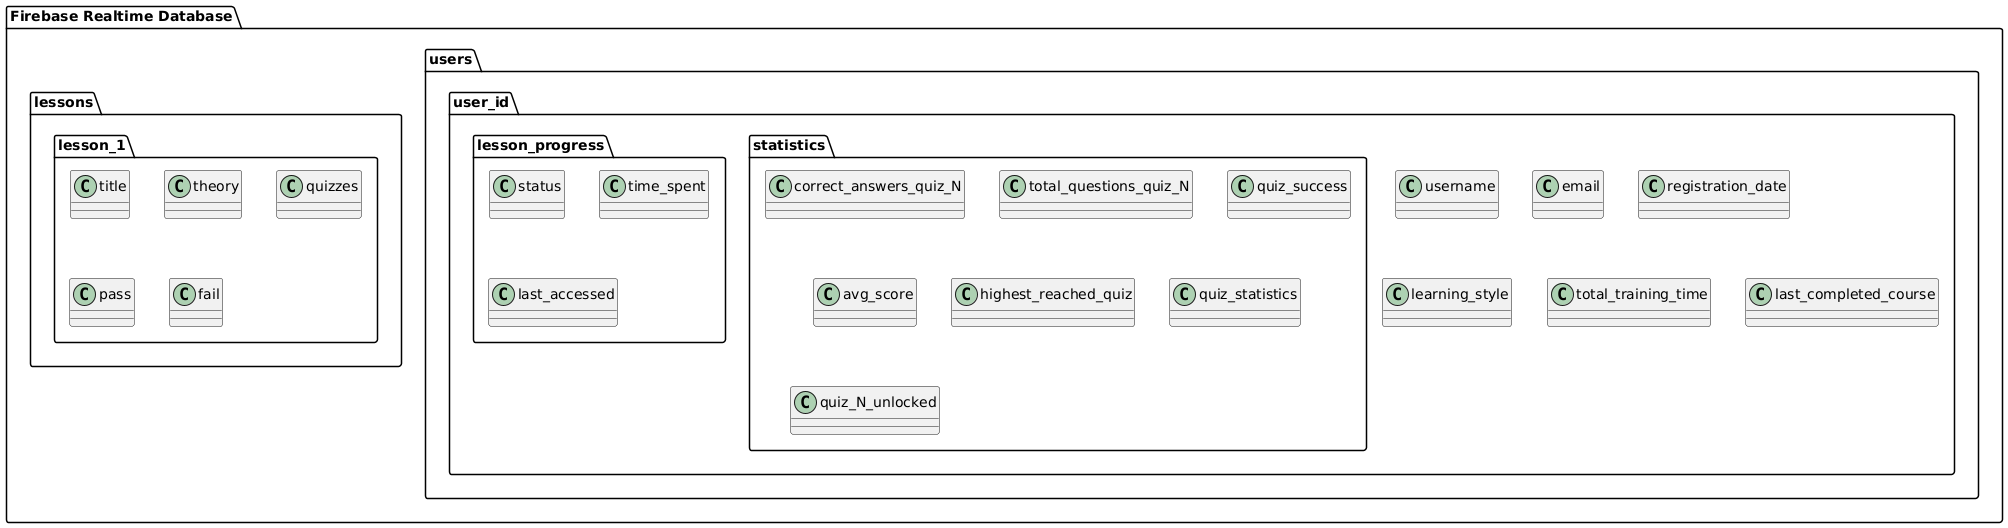 Firebase Realtime Database
users
lessons
user_id
lesson_1
lesson_progress
statistics
C title
C theory
C quizzes
C status
C time_spent
C correct_answers_quiz_N
C total_questions_quiz_N
C quiz_success
C username
C email
C registration_date
C pass
C fail
C last_accessed
C avg_score
C highest_reached_quiz
C quiz_statistics
C learning_style
C total_training_time
C last_completed_course
C quiz_N_unlocked